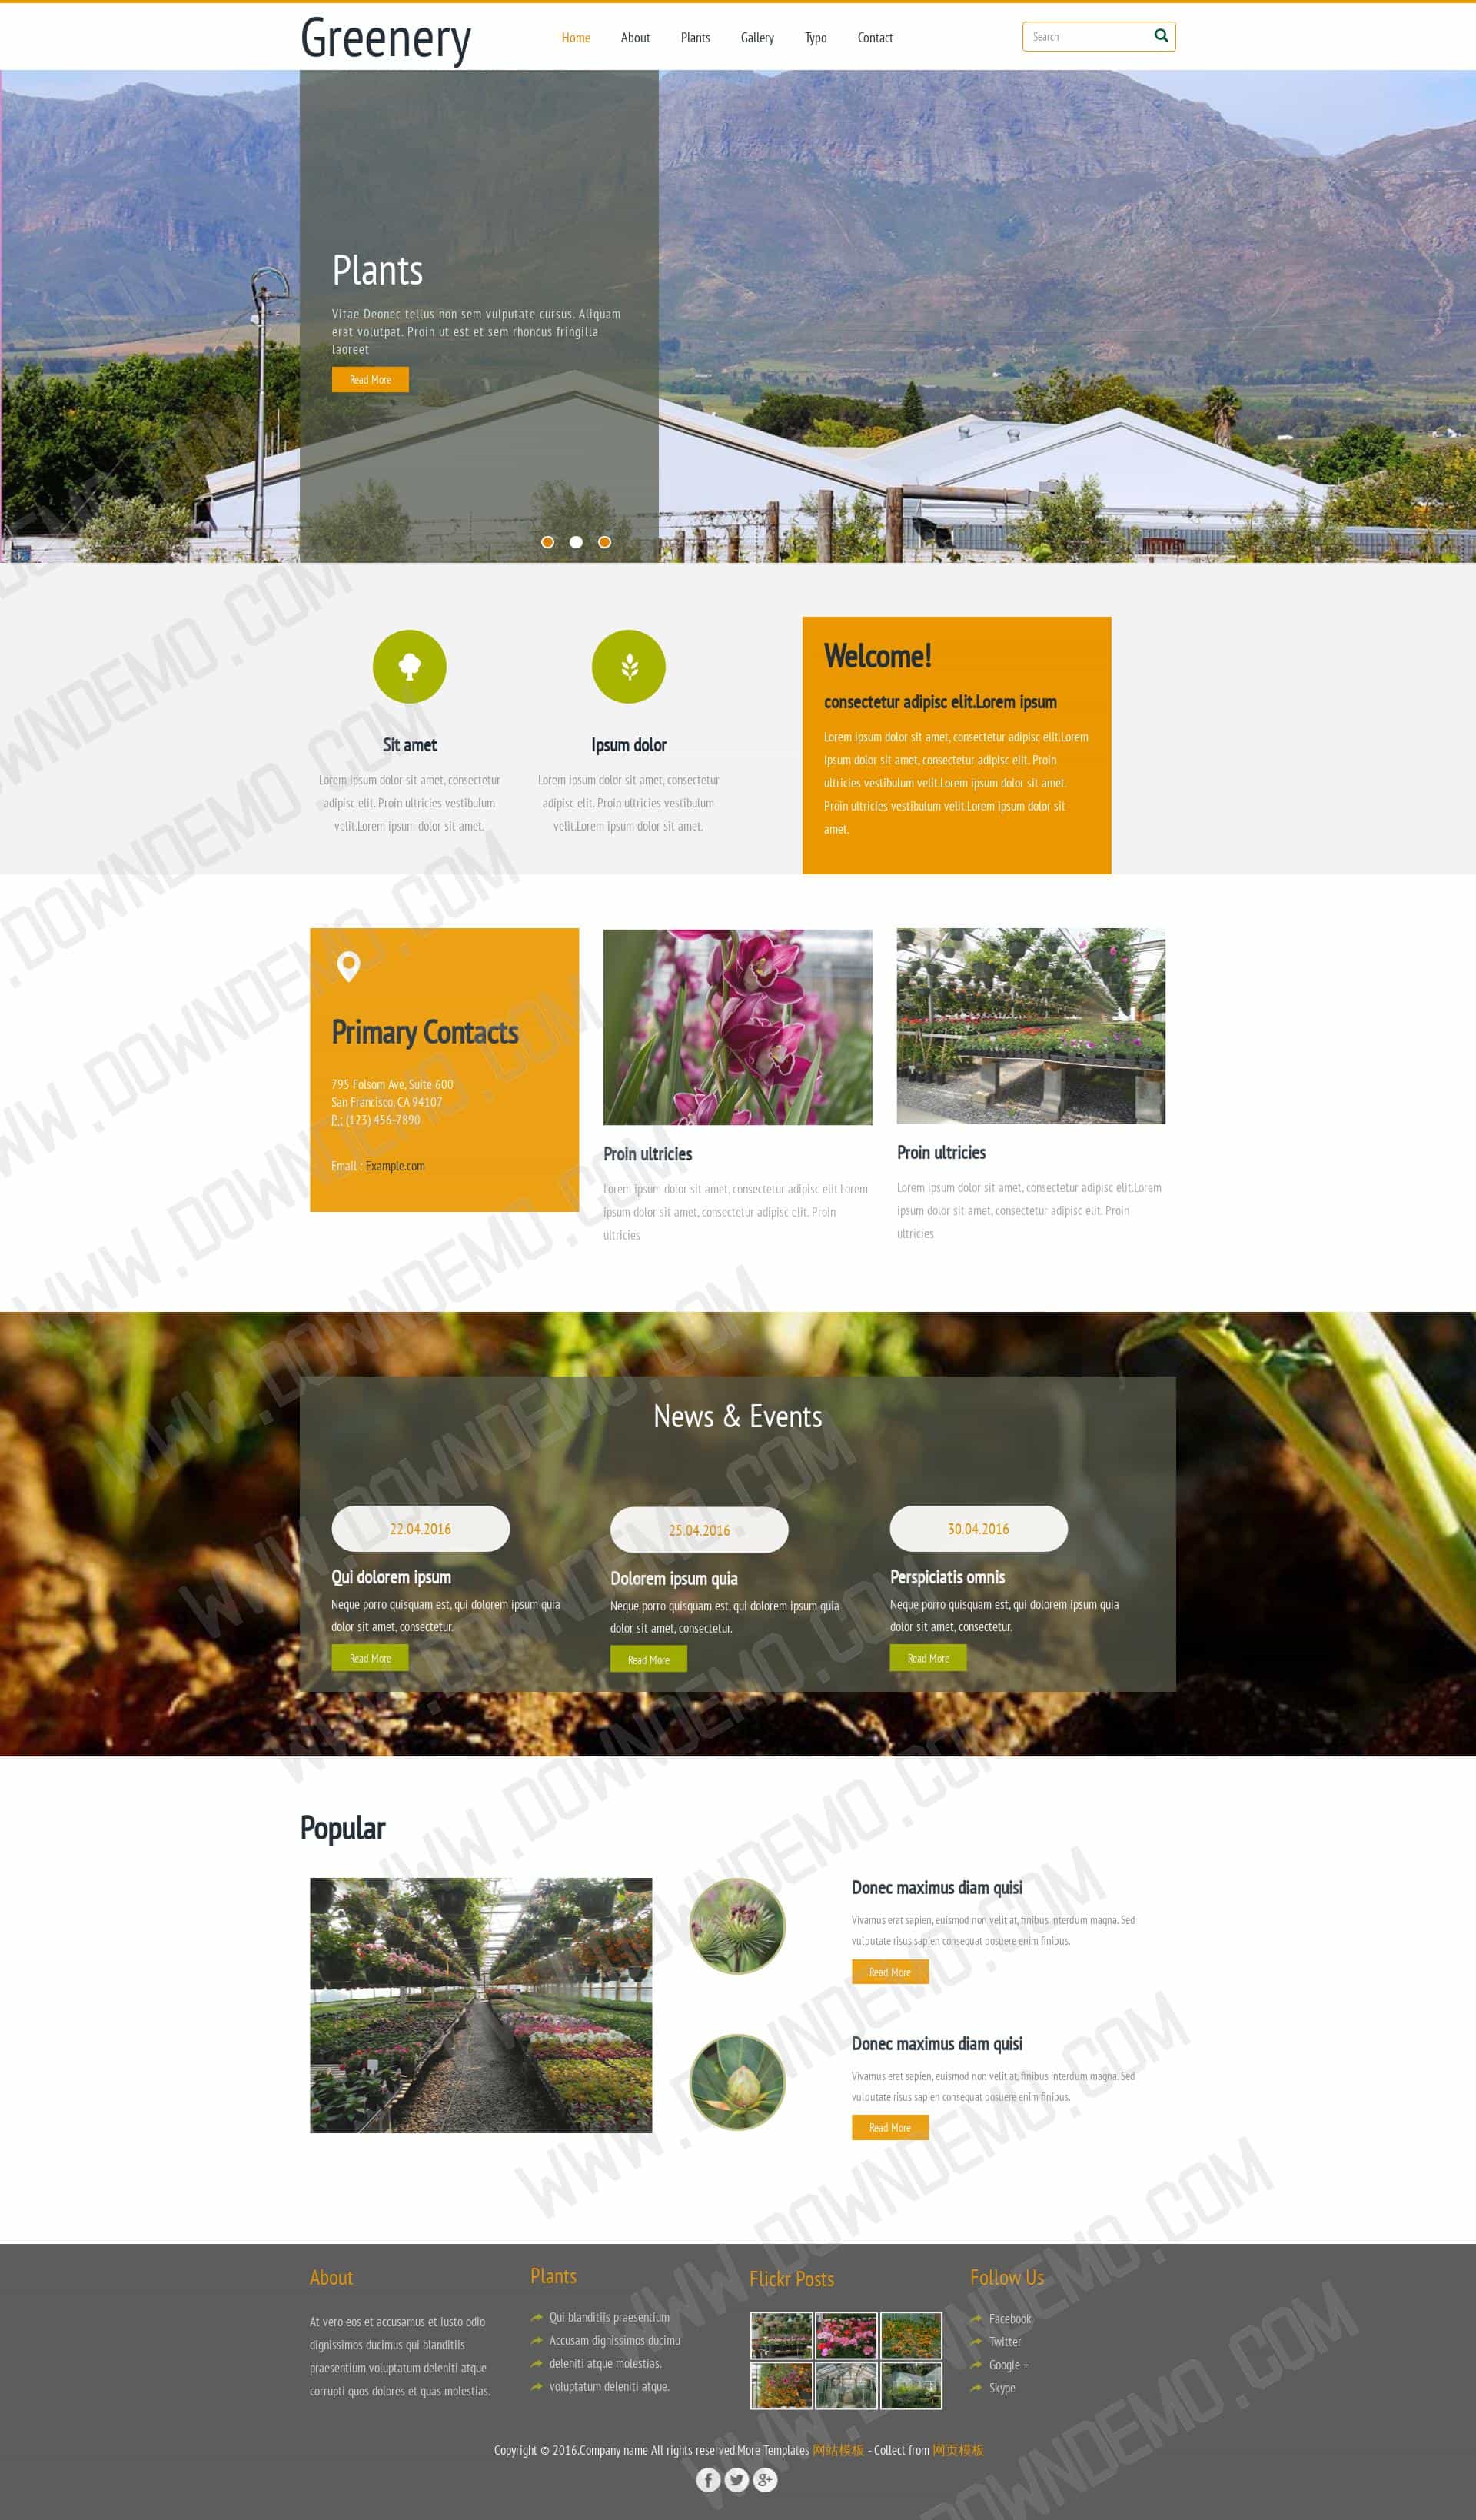 Greenery
Home About Plants Gallery Typo Contact
Search
Plants
Vitae Deonec tellus non sem vulputate cursus. Aliquam
erat volutpat. Proin ut est et sem rhoncus fringilla
laoreet
Read More
Sit amet
Lorem ipsum dolor sit amet, consectetur
adipisc elit. Proin ultricies vestibulum
velit.Lorem ipsum dolor sit amet.
Ipsum dolor
Lorem ipsum dolor sit amet, consectetur
adipisc elit. Proin ultricies vestibulum
velit.Lorem ipsum dolor sit amet.
Welcome!
consectetur adipisc elit.Lorem ipsum
Lorem ipsum dolor sit amet, consectetur adipisc elit.Lorem
ipsum dolor sit amet, consectetur adipisc elit. Proin
ultricies vestibulum velit.Lorem ipsum dolor sit amet.
Proin ultricies vestibulum velit.Lorem ipsum dolor sit
amet.
Primary Contacts
795 Folsom Ave, Suite 600
San Francisco, CA 94107
P.: (123) 456-7890
Email : Example.com
Proin ultricies
Lorem ipsum dolor sit amet, consectetur adipisc elit.Lorem
ipsum dolor sit amet, consectetur adipisc elit. Proin
ultricies
Proin ultricies
Lorem ipsum dolor sit amet, consectetur adipisc elit.Lorem
ipsum dolor sit amet, consectetur adipisc elit. Proin
ultricies
News & Events
22.04.2016
Qui dolorem ipsum
Neque porro quisquam est, qui dolorem ipsum quia
dolor sit amet, consectetur.
Read More
25.04.2016
Dolorem ipsum quia
Neque porro quisquam est, qui dolorem ipsum quia
dolor sit amet, consectetur.
Read More
30.04.2016
Perspiciatis omnis
Neque porro quisquam est, qui dolorem ipsum quia
dolor sit amet, consectetur.
Read More
Popular
Donec maximus diam quisi
Vivamus erat sapien, euismod non velit at, finibus interdum magna. Sed
vulputate risus sapien consequat posuere enim finibus.
Read More
Donec maximus diam quisi
Vivamus erat sapien, euismod non velit at, finibus interdum magna. Sed
vulputate risus sapien consequat posuere enim finibus.
Read More
About
At vero eos et accusamus et iusto odio
dignissimos ducimus qui blanditiis
praesentium voluptatum deleniti atque
corrupti quos dolores et quas molestias.
Plants
Qui blanditiis praesentium
Accusam dignissimos ducimu
deleniti atque molestias.
voluptatum deleniti atque.
Flickr Posts
Follow Us
Facebook
Twitter
Google +
Skype
Copyright © 2016.Company name All rights reserved.More Templates 网站模板 - Collect from 网页模板
WWW.DOWNDEMO.COM